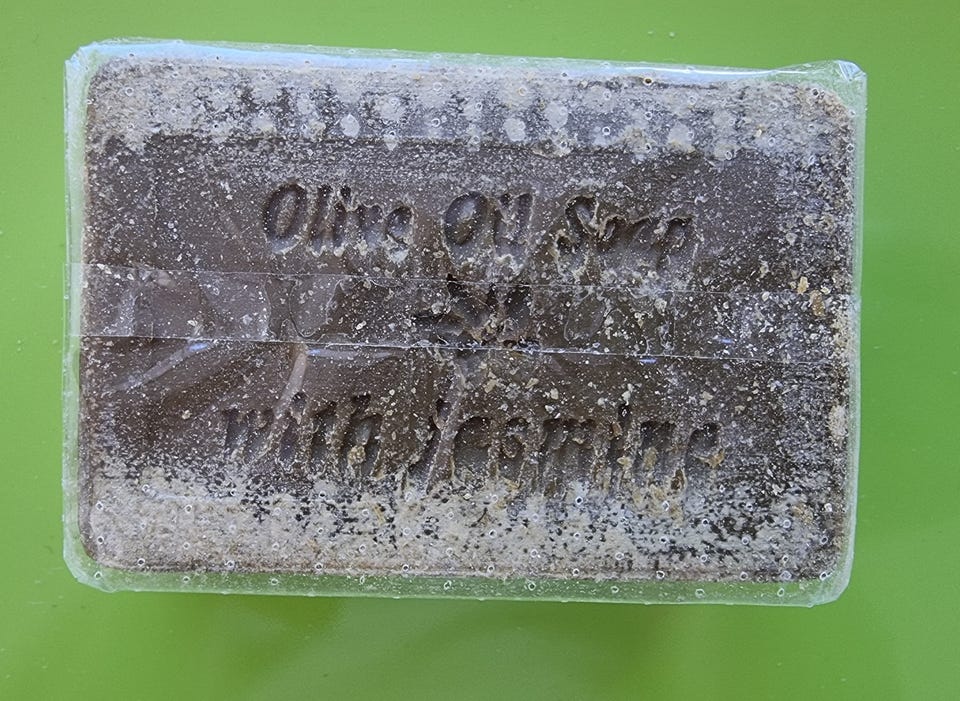 Olive Oil Soap
with jasmine